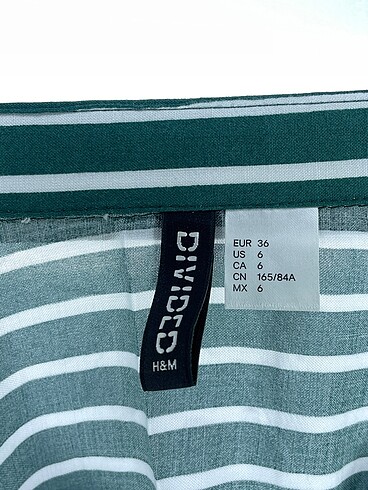 DIVIDED
H&M
EUR 36
US 6
CA 6
CN 165/84A
MX 6